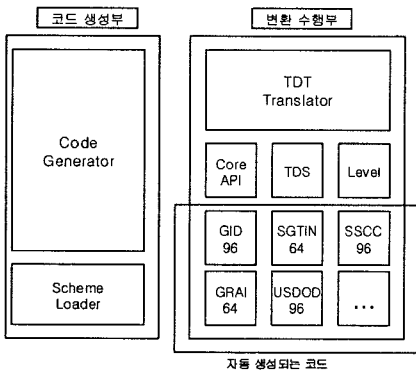 코드 생성부
변환 수행부
Code
Generator
Scheme
Loader
TDT
Translator
Core
API
TDS
Level
GID
96
SGTIN
64
SSCC
96
GRAI
64
USDOD
96
...
자동 생성되는 코드